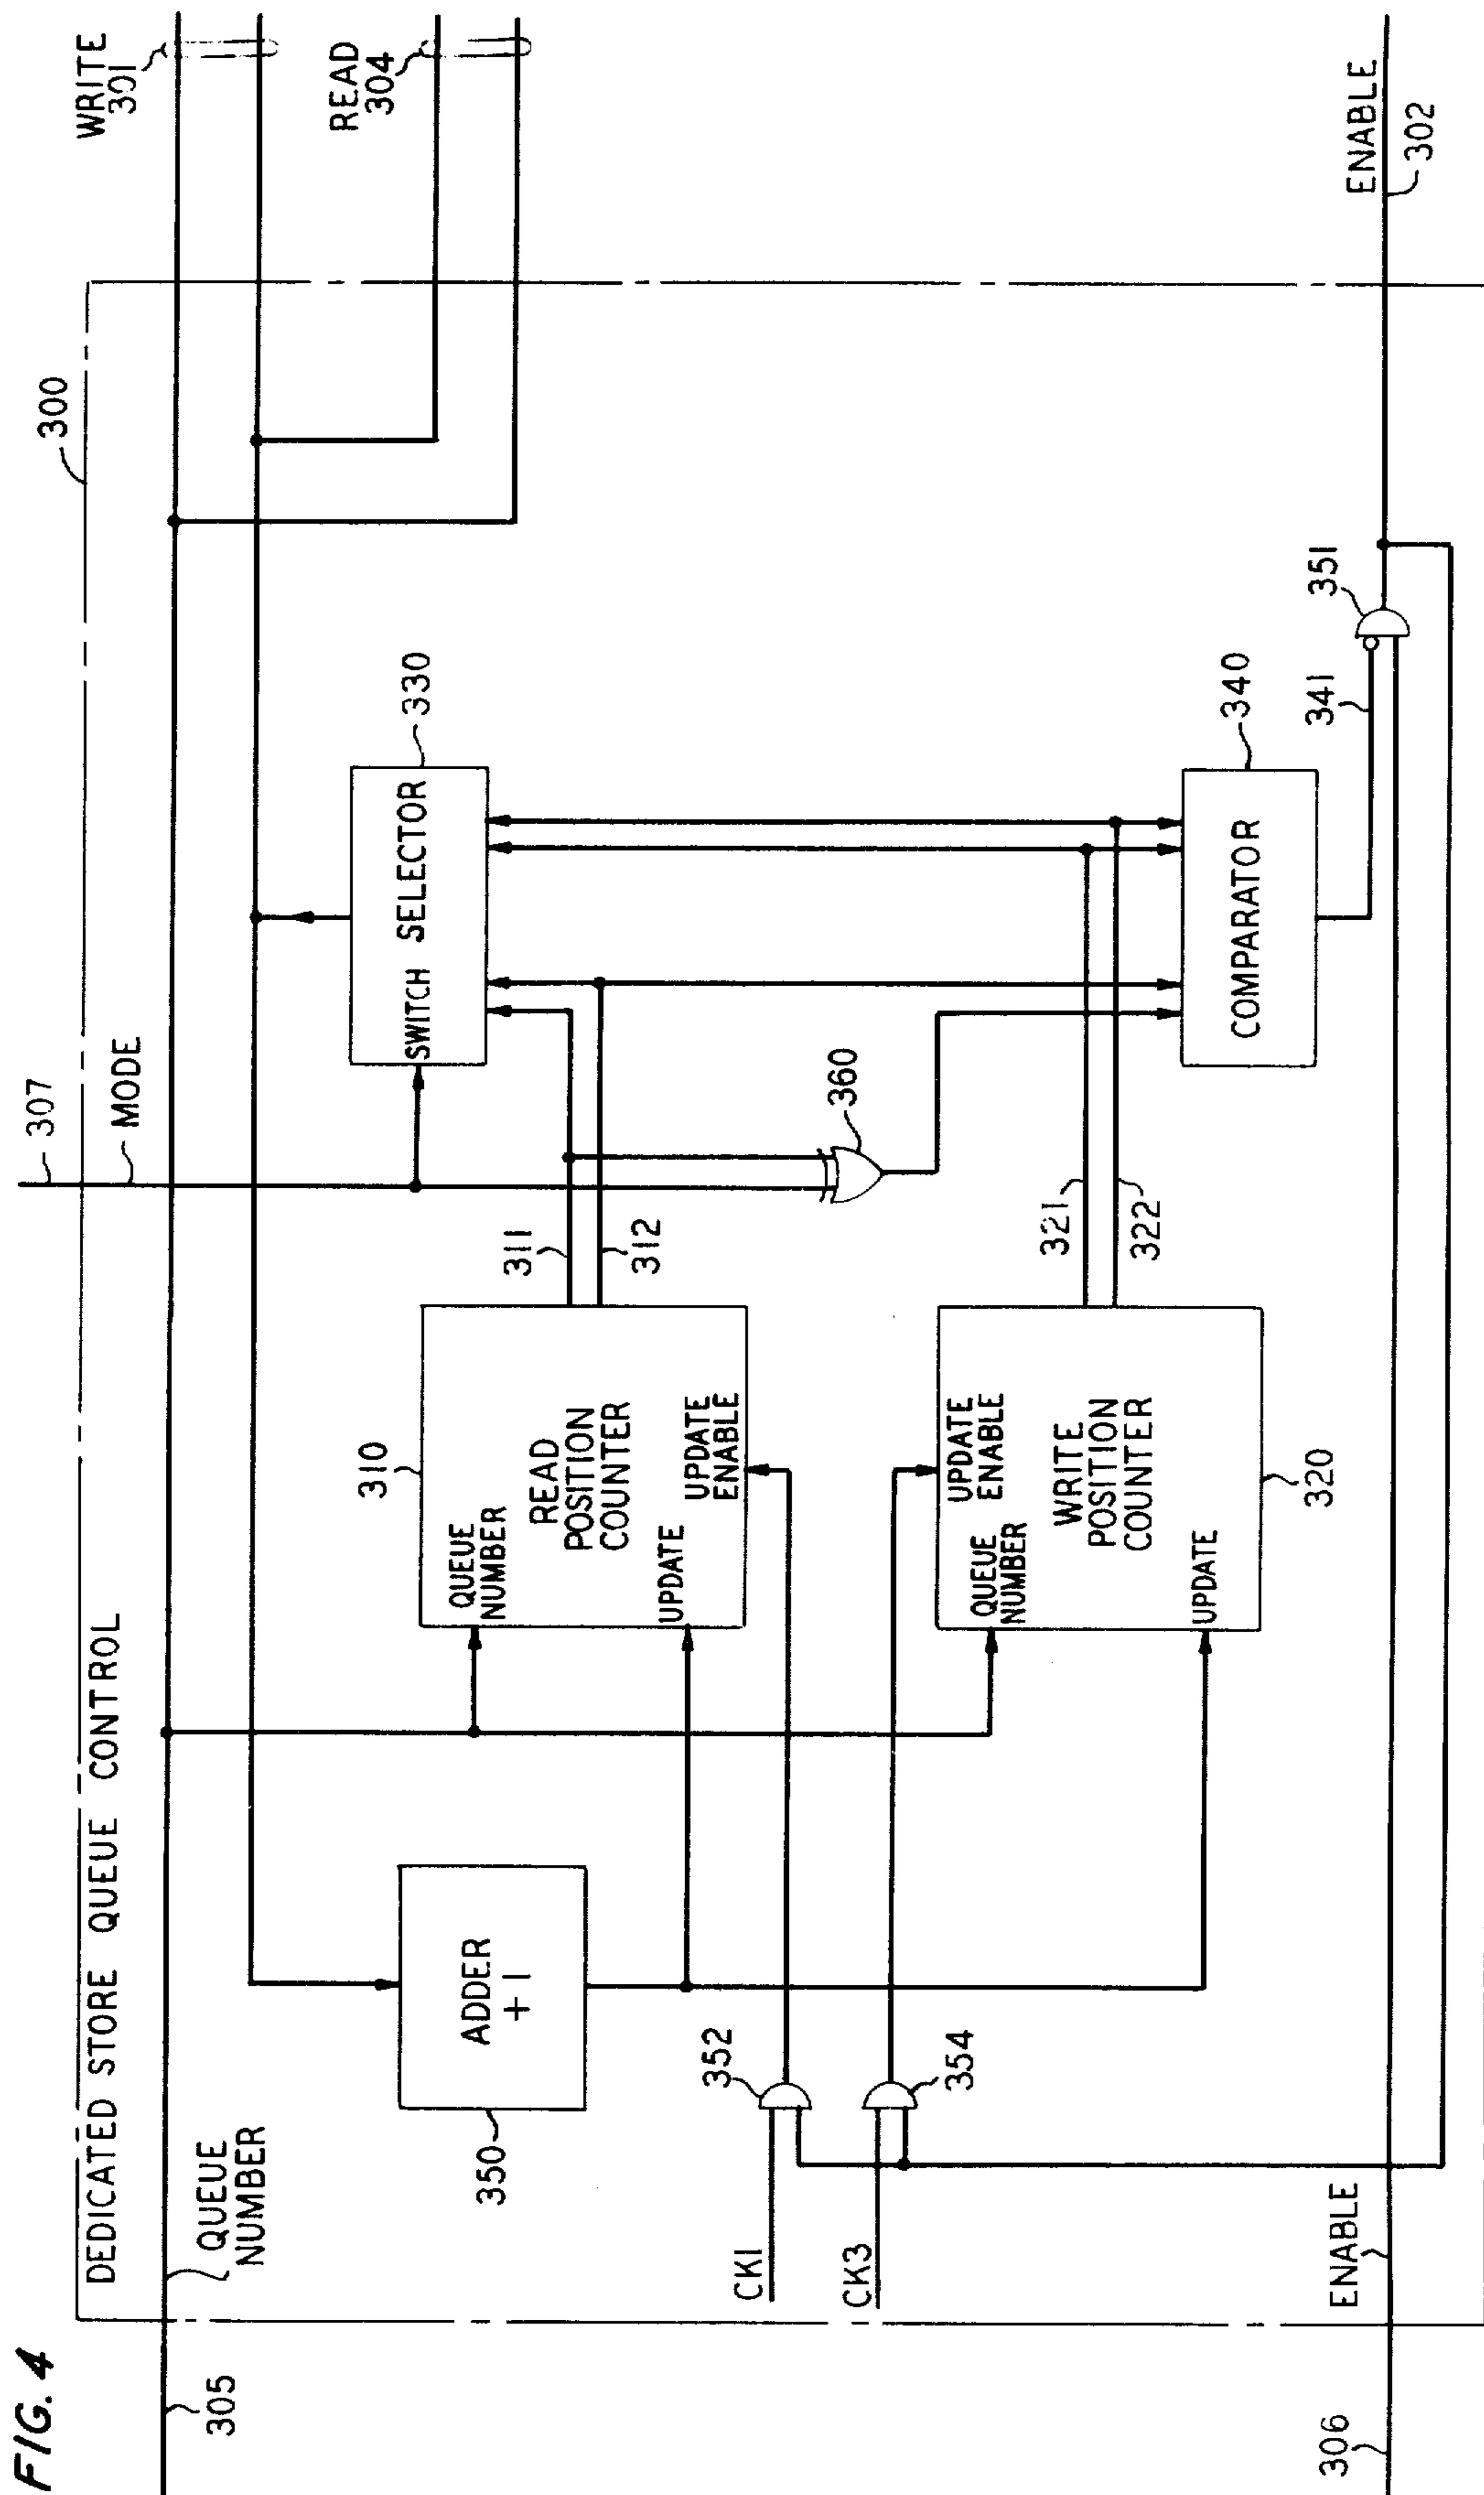 FIG. 4
DEDICATED STORE QUEUE CONTROL
300
307
MODE
305
QUEUE
NUMBER
WRITE
301
READ
304
ADDER
+1
350
310
QUEUE
NUMBER
READ
POSITION
COUNTER
UPDATE
UPDATE
ENABLE
311
312
SWITCH SELECTOR
330
360
352
CK1
354
CK3
UPDATE
ENABLE
QUEUE
NUMBER
WRITE
POSITION
COUNTER
UPDATE
320
321
322
COMPARATOR
340
341
351
306
ENABLE
ENABLE
302